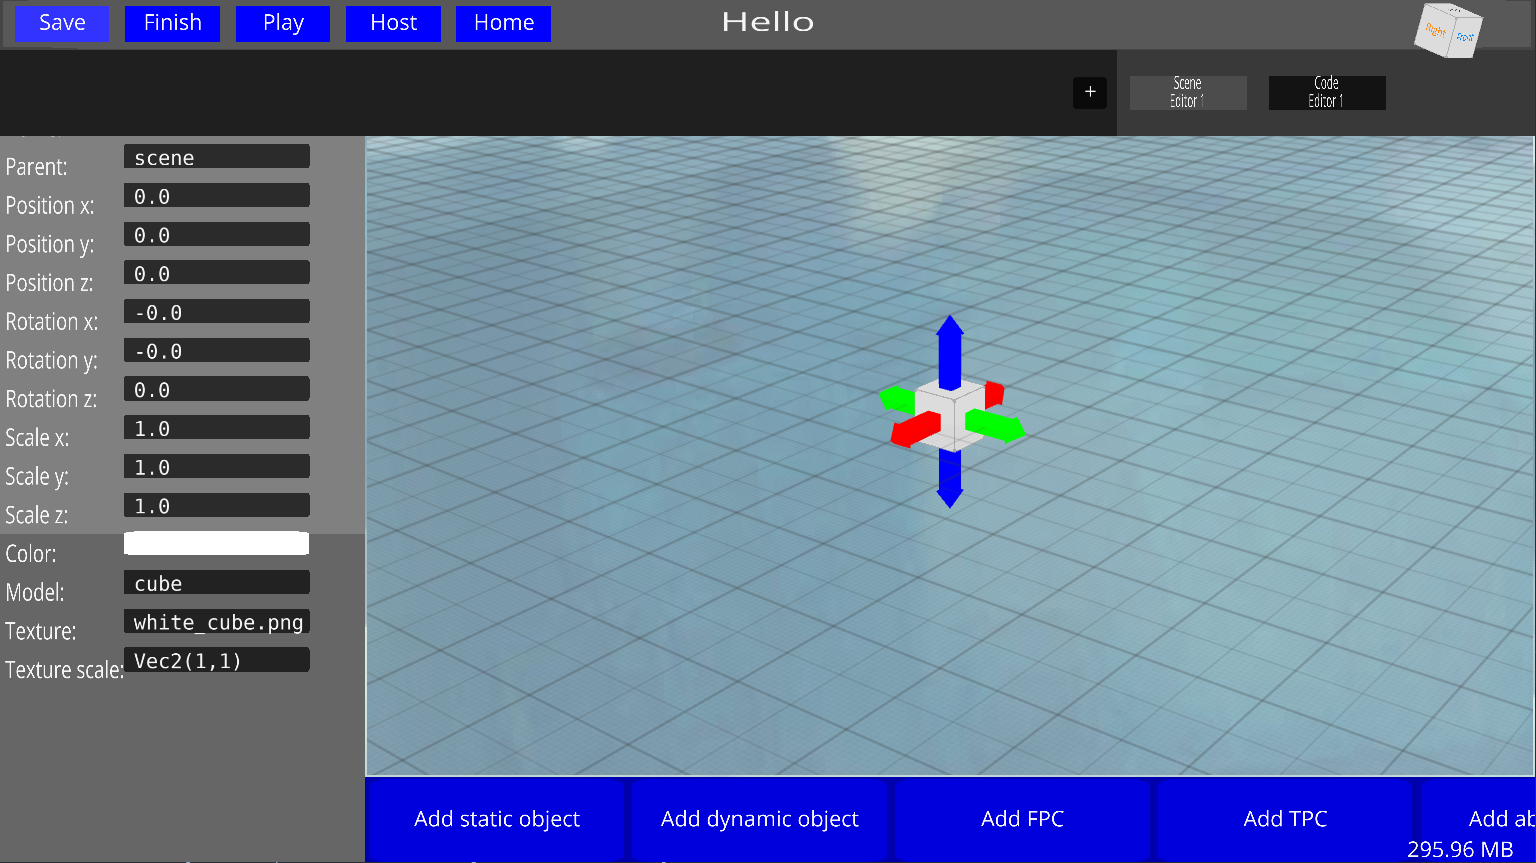 Save
Finish
Play
Host
Home
Hello
Right
Front
+
Scene
Editor 1
Code
Editor 1
Parent:
scene
Position x:
0.0
Position y:
0.0
Position z:
0.0
Rotation x:
-0.0
Rotation y:
-0.0
Rotation z:
0.0
Scale x:
1.0
Scale y:
1.0
Scale z:
1.0
Color:
Model:
cube
Texture:
white_cube.png
Texture scale:
Vec2(1,1)
Add static object
Add dynamic object
Add FPC
Add TPC
Add
295.96 MB